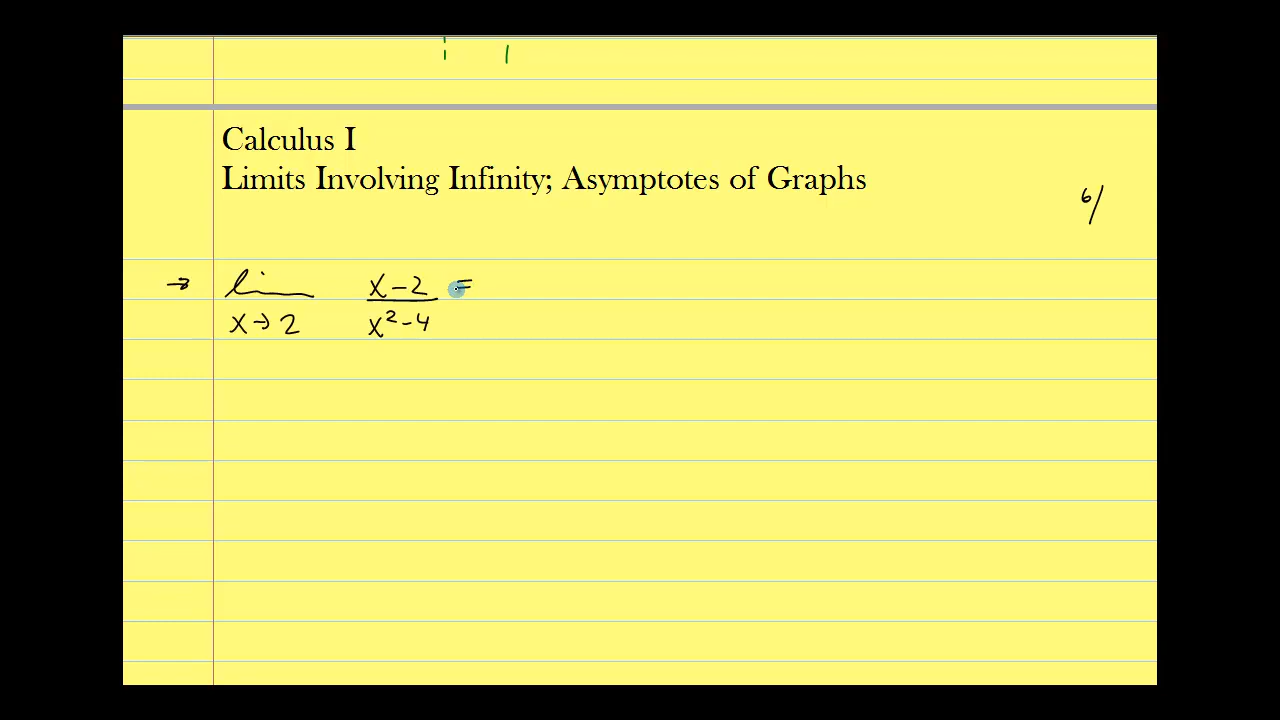 Calculus I
Limits Involving Infinity; Asymptotes of Graphs
6/
→ lim x-2 =
x→2 x²-4